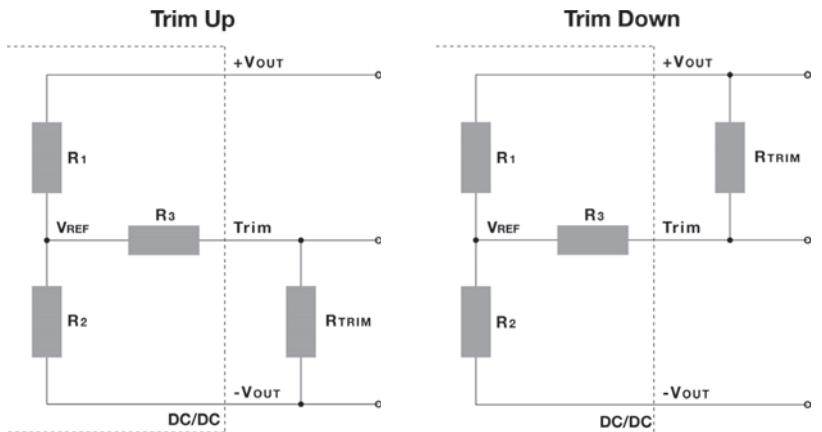 Trim Up
+VOUT
R1
R3
VREF
Trim
R2
RTRIM
-VOUT
DC/DC
Trim Down
+VOUT
R1
RTRIM
R3
VREF
Trim
R2
-VOUT
DC/DC